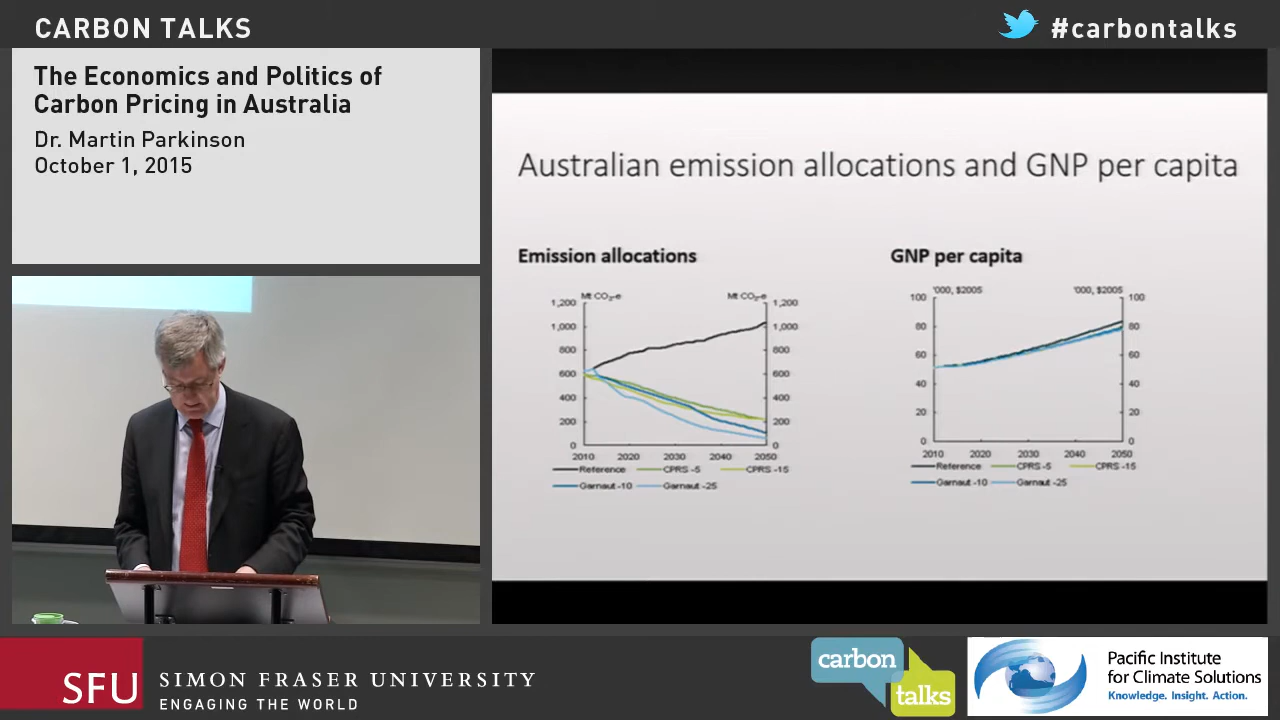 CARBON TALKS
#carbontalks
The Economics and Politics of
Carbon Pricing in Australia
Dr. Martin Parkinson
October 1, 2015
Australian emission allocations and GNP per capita
Emission allocations
Mt CO₂-e
Mt CO₂-e
1,200
1,200
1,000
1,000
800
800
600
600
400
400
200
200
0
0
2010 2020 2030 2040 2050
Reference CPRS -5 CPRS -15
Garnaut -10 Garnaut -25
GNP per capita
'000, $2005
'000, $2005
100
100
80
80
60
60
40
40
20
20
0
0
2010 2020 2030 2040 2050
Reference CPRS -5 CPRS -15
Garnaut -10 Garnaut -25
SFU
SIMON FRASER UNIVERSITY
ENGAGING THE WORLD
carbon
talks
Pacific Institute
for Climate Solutions
Knowledge. Insight. Action.